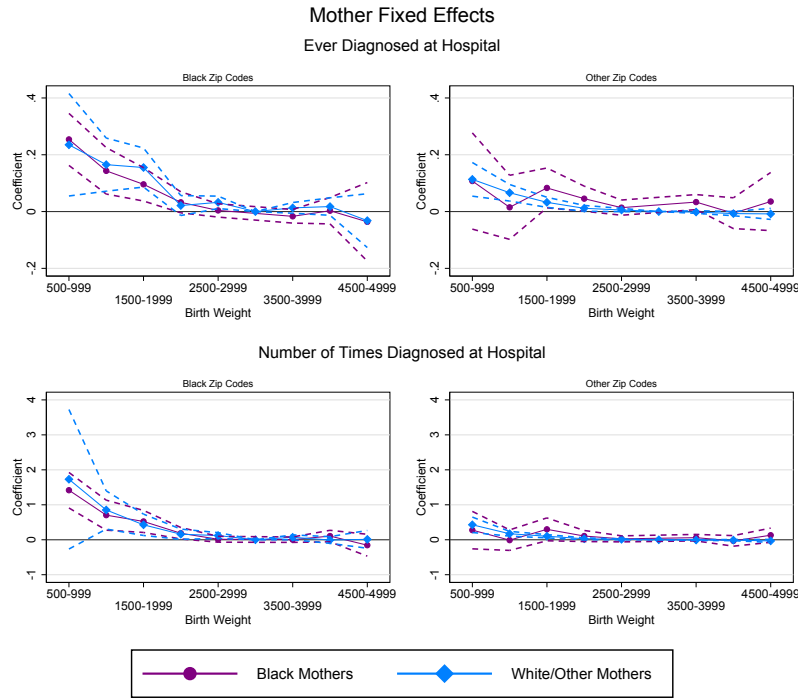 Mother Fixed Effects
Ever Diagnosed at Hospital
Black Zip Codes
Other Zip Codes
Coefficient
.4
.2
0
-.2
500-999
1500-1999
2500-2999
3500-3999
4500-4999
Birth Weight
Coefficient
.4
.2
0
-.2
500-999
1500-1999
2500-2999
3500-3999
4500-4999
Birth Weight
Number of Times Diagnosed at Hospital
Black Zip Codes
Other Zip Codes
Coefficient
4
3
2
1
0
-1
500-999
1500-1999
2500-2999
3500-3999
4500-4999
Birth Weight
Coefficient
4
3
2
1
0
-1
500-999
1500-1999
2500-2999
3500-3999
4500-4999
Birth Weight
Black Mothers
White/Other Mothers